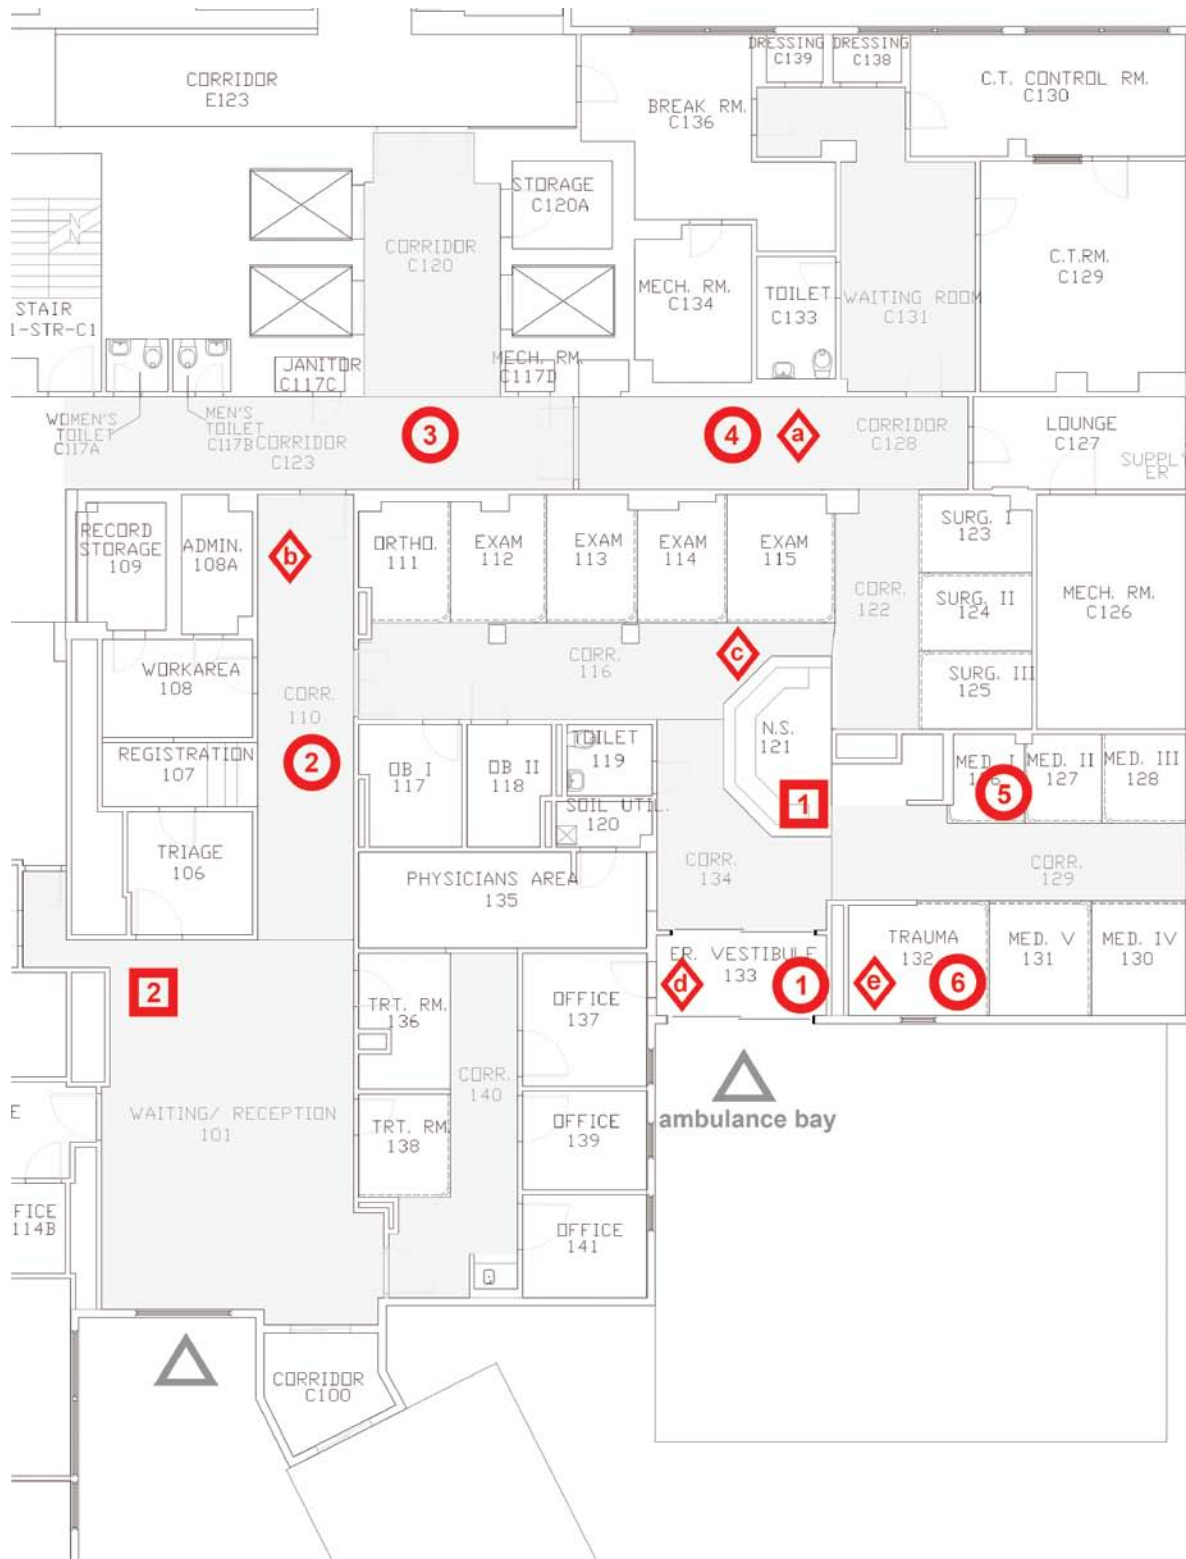 CORRIDOR
E123
DRESSING
C139
DRESSING
C138
C.T. CONTROL RM.
C130
BREAK RM.
C136
STORAGE
C120A
CORRIDOR
C120
C.T.RM.
C129
MECH. RM.
C134
TOILET
C133
WAITING ROOM
C131
STAIR
1-STR-C1
JANITOR
C117C
MECH. RM.
C117D
WOMEN'S
TOILET
C117A
MEN'S
TOILET
C117B
CORRIDOR
C123
3
4
a
CORRIDOR
C128
LOUNGE
C127
SUPPLY
ER
RECORD
STORAGE
109
ADMIN.
108A
b
ORTHO.
111
EXAM
112
EXAM
113
EXAM
114
EXAM
115
SURG. I
123
CORR.
122
SURG. II
124
MECH. RM.
C126
WORKAREA
108
CORR.
116
c
SURG. III
125
CORR.
110
REGISTRATION
107
2
OB I
117
OB II
118
TOILET
119
N.S.
121
1
MED. I
126
5
MED. II
127
MED. III
128
SOIL UTIL.
120
TRIAGE
106
PHYSICIANS AREA
135
CORR.
134
CORR.
129
2
ER. VESTIBULE
133
d
1
TRAUMA
132
e
6
MED. V
131
MED. IV
130
TRT. RM.
136
OFFICE
137
CORR.
140
ambulance bay
WAITING/ RECEPTION
101
TRT. RM.
138
OFFICE
139
E
FICE
114B
OFFICE
141
CORRIDOR
C100